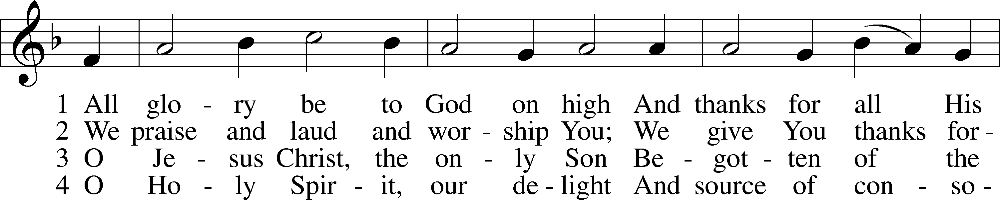 1 All glo - ry be to God on high And thanks for all His
2 We praise and laud and wor - ship You; We give You thanks for -
3 O Je - sus Christ, the on - ly Son Be - got - ten of the
4 O Ho - ly Spir - it, our de - light And source of con - so -